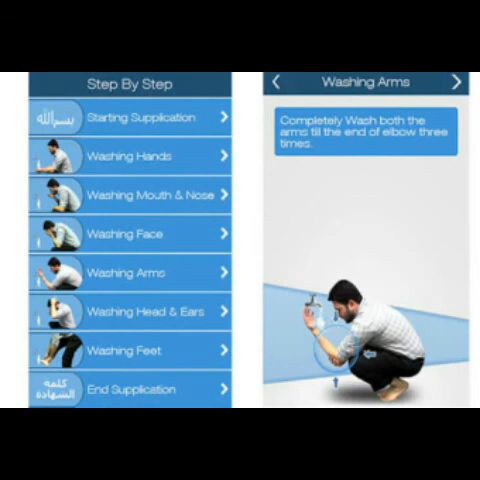 Step By Step
بسم الله
Starting Supplication
Washing Hands
Washing Mouth & Nose
Washing Face
Washing Arms
Washing Head & Ears
Washing Feet
كلمه
الشهادة
End Supplication
Washing Arms
Completely Wash both the
arms till the end of elbow three
times.